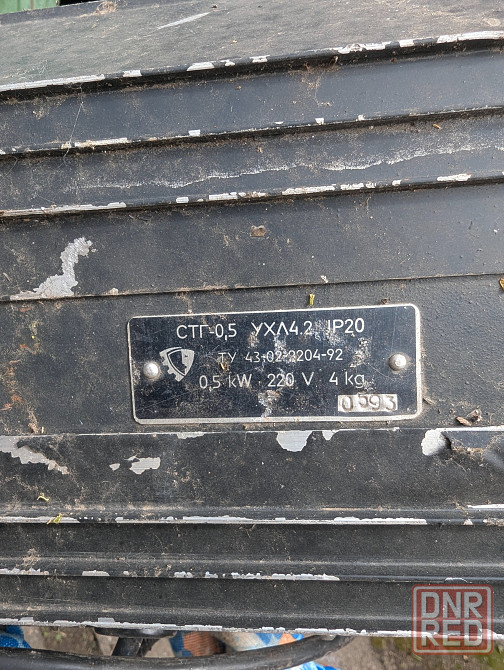 СТГ-0,5 УХЛ4.2 IP20
ТУ 43-02-2204-92
0,5 kW 220 V 4 kg
0593
DNR
RED